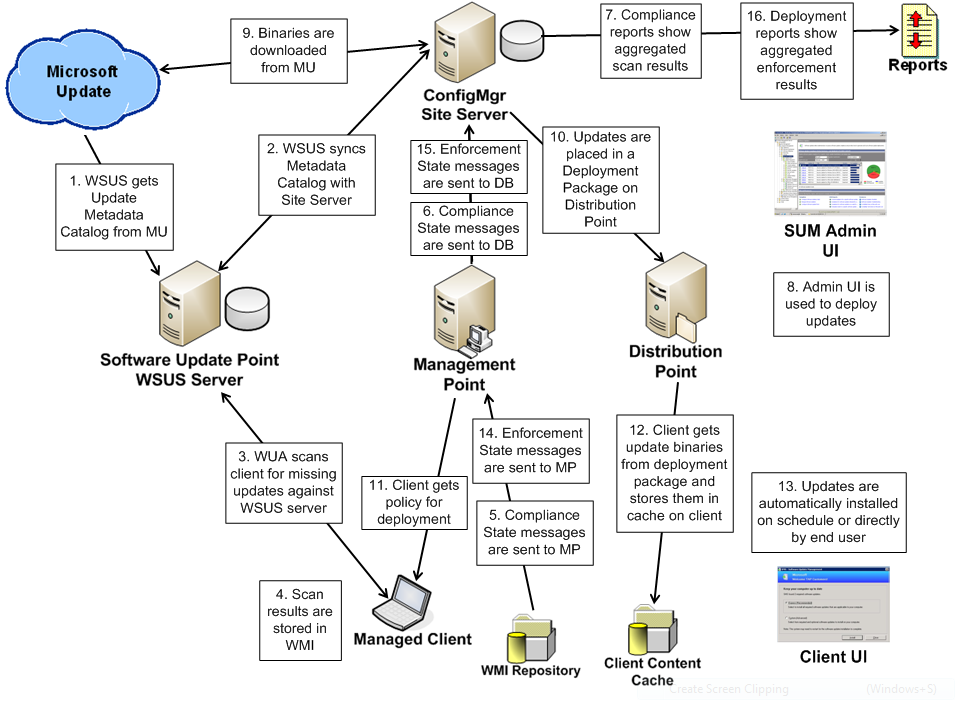 Microsoft
Update
9. Binaries are
downloaded
from MU
ConfigMgr
Site Server
7. Compliance
reports show
aggregated
scan results
16. Deployment
reports show
aggregated
enforcement
results
Reports
1. WSUS gets
Update
Metadata
Catalog from MU
2. WSUS syncs
Metadata
Catalog with
Site Server
15. Enforcement
State messages
are sent to DB
6. Compliance
State messages
are sent to DB
10. Updates are
placed in a
Deployment
Package on
Distribution
Point
SUM Admin
UI
8. Admin UI is
used to deploy
updates
Software Update Point
WSUS Server
Management
Point
Distribution
Point
3. WUA scans
client for missing
updates against
WSUS server
11. Client gets
policy for
deployment
14. Enforcement
State messages
are sent to MP
5. Compliance
State messages
are sent to MP
12. Client gets
update binaries
from deployment
package and
stores them in
cache on client
13. Updates are
automatically installed
on schedule or directly
by end user
4. Scan
results are
stored in
WMI
Managed Client
WMI Repository
Client Content
Cache
Client UI
Create Screen Clipping (Windows+S)